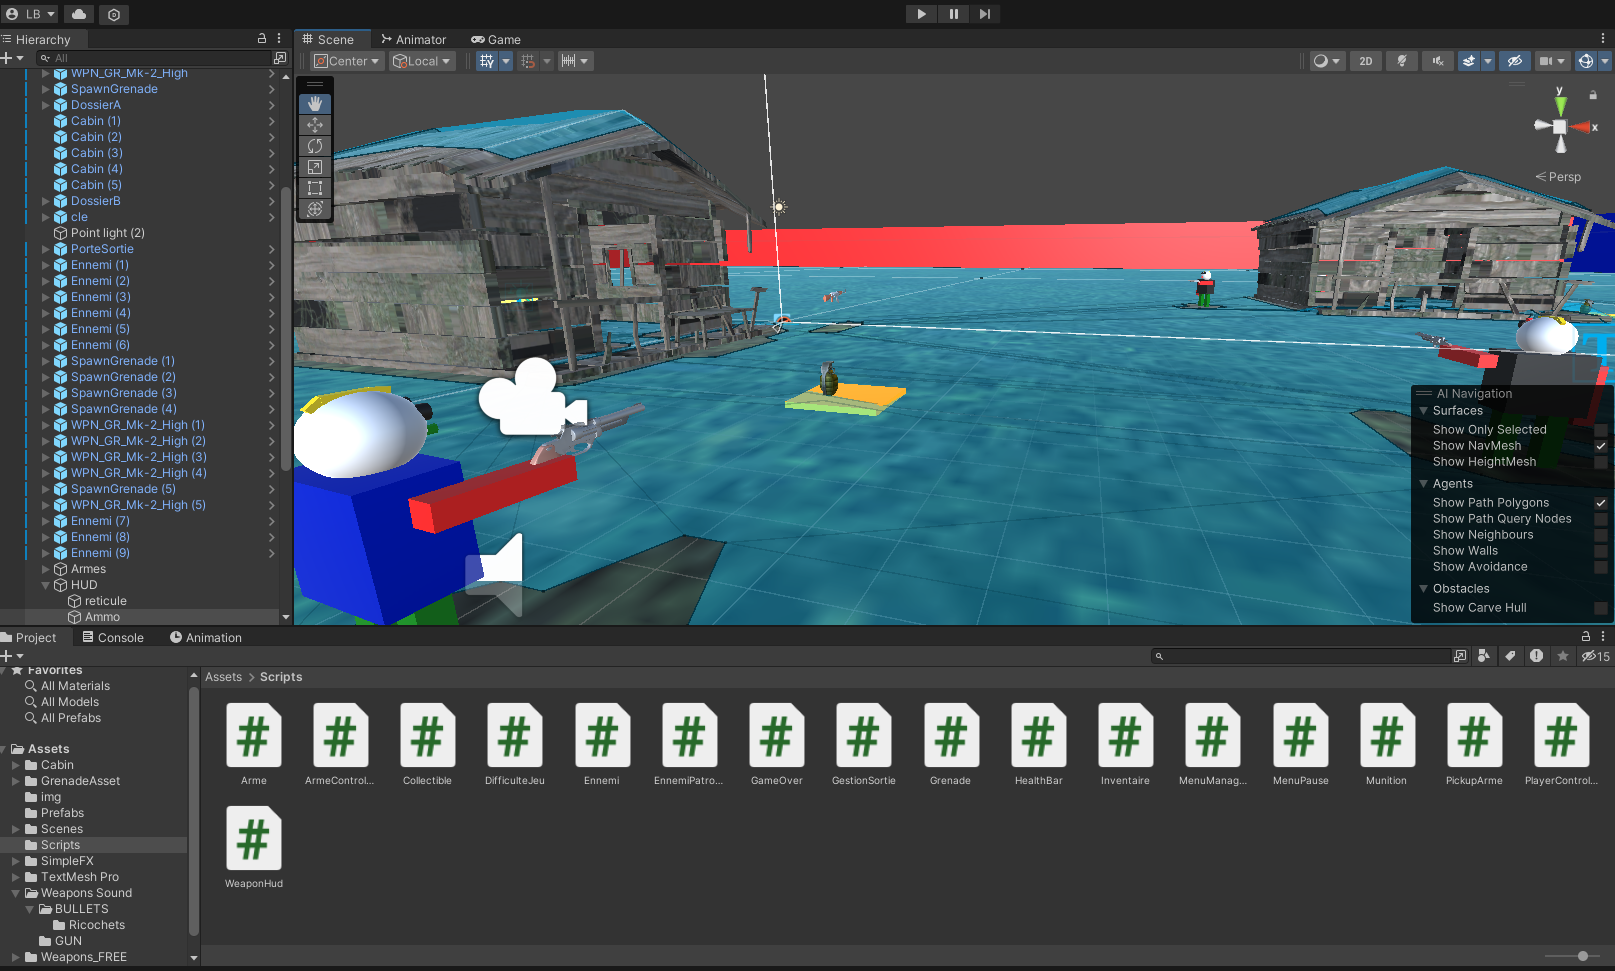 LB
Hierarchy
All
WPN_GR_Mk-2_High
SpawnGrenade
DossierA
Cabin (1)
Cabin (2)
Cabin (3)
Cabin (4)
Cabin (5)
DossierB
cle
Point light (2)
PorteSortie
Ennemi (1)
Ennemi (2)
Ennemi (3)
Ennemi (4)
Ennemi (5)
Ennemi (6)
SpawnGrenade (1)
SpawnGrenade (2)
SpawnGrenade (3)
SpawnGrenade (4)
WPN_GR_Mk-2_High (1)
WPN_GR_Mk-2_High (2)
WPN_GR_Mk-2_High (3)
WPN_GR_Mk-2_High (4)
SpawnGrenade (5)
WPN_GR_Mk-2_High (5)
Ennemi (7)
Ennemi (8)
Ennemi (9)
Armes
HUD
reticule
Ammo
Scene
Animator
Game
Center
Local
2D
y
x
Persp
AI Navigation
Surfaces
Show Only Selected
Show NavMesh
Show HeightMesh
Agents
Show Path Polygons
Show Path Query Nodes
Show Neighbours
Show Walls
Show Avoidance
Obstacles
Show Carve Hull
Project
Console
Animation
15
Favorites
All Materials
All Models
All Prefabs
Assets
Cabin
GrenadeAsset
img
Prefabs
Scenes
Scripts
SimpleFX
TextMesh Pro
Weapons Sound
BULLETS
Ricochets
GUN
Weapons_FREE
Assets > Scripts
Arme
ArmeControl...
Collectible
DifficulteJeu
Ennemi
EnnemiPatro...
GameOver
GestionSortie
Grenade
HealthBar
Inventaire
MenuManag...
MenuPause
Munition
PickupArme
PlayerControl...
WeaponHud